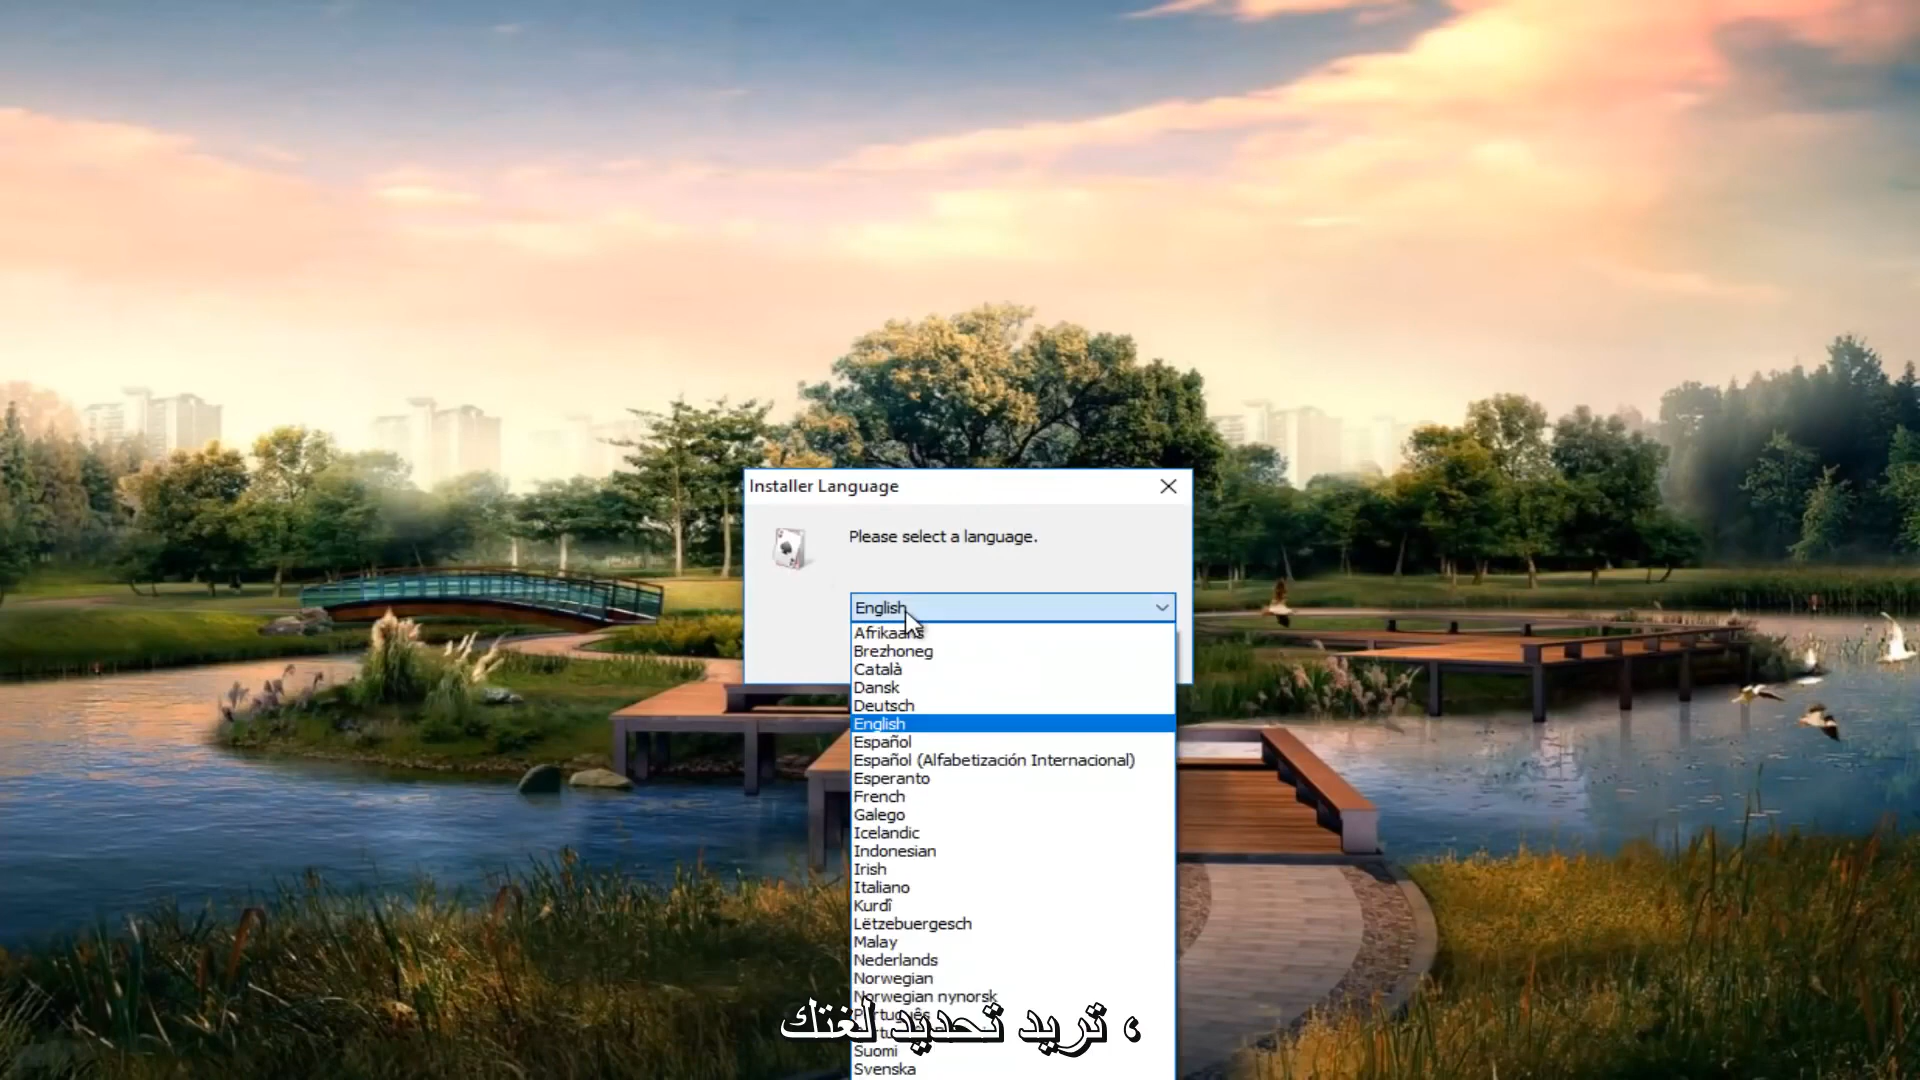 Installer Language
Please select a language.
English
Afrikaans
Brezhoneg
Català
Dansk
Deutsch
English
Español
Español (Alfabetización Internacional)
Esperanto
French
Galego
Icelandic
Indonesian
Irish
Italiano
Kurdî
Lëtzebuergesch
Malay
Nederlands
Norwegian
Norwegian nynorsk
Português
، تريد تحديد لغتك
Suomi
Svenska